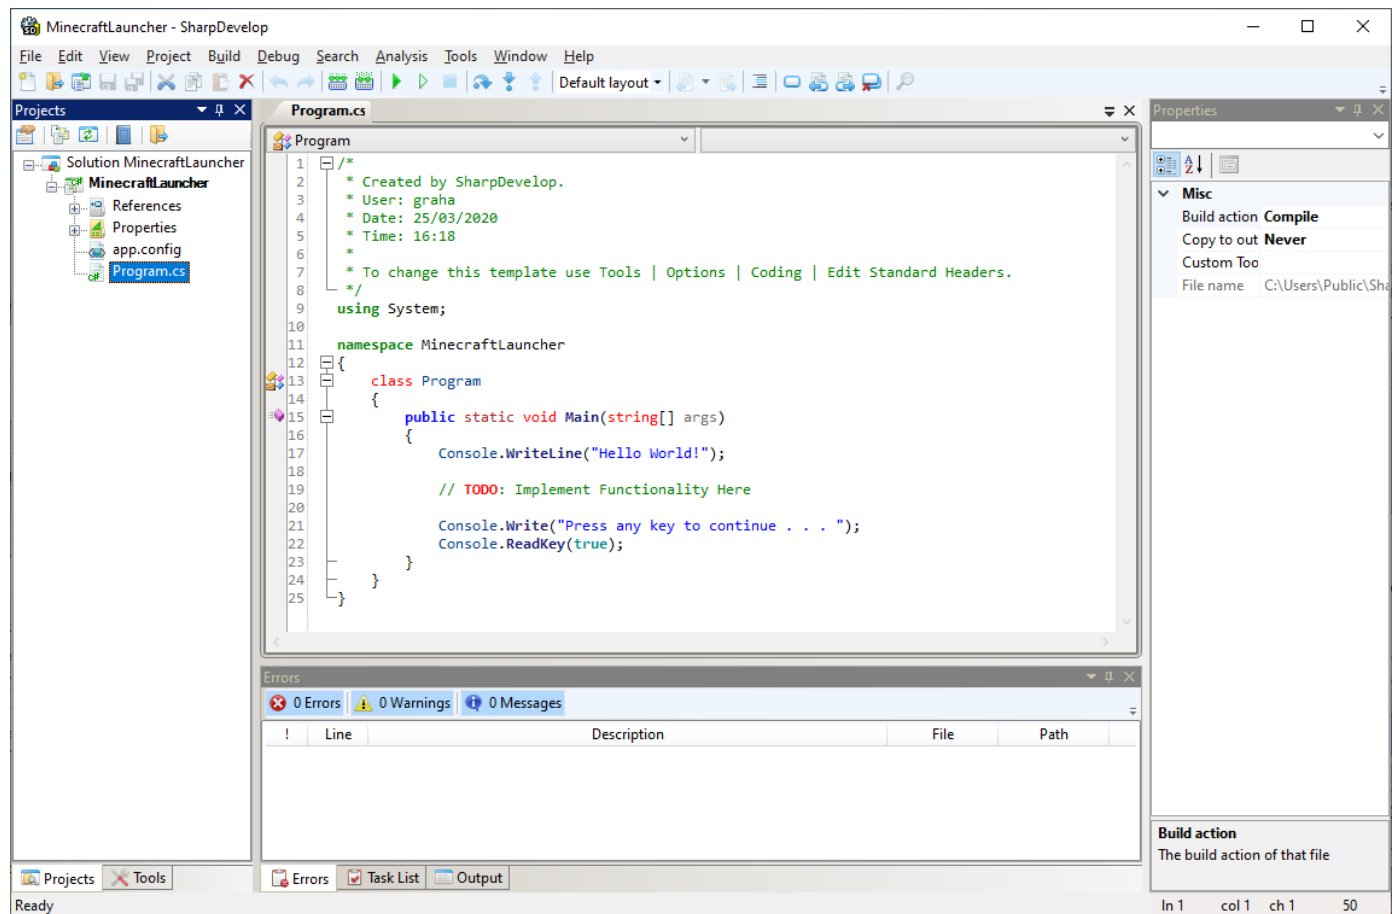 MinecraftLauncher - SharpDevelop
File Edit View Project Build Debug Search Analysis Tools Window Help
Default layout
Projects
Solution MinecraftLauncher
MinecraftLauncher
References
Properties
app.config
Program.cs
Projects Tools
Program.cs
Program
1 /*
2 * Created by SharpDevelop.
3 * User: graha
4 * Date: 25/03/2020
5 * Time: 16:18
6 *
7 * To change this template use Tools | Options | Coding | Edit Standard Headers.
8 */
9 using System;
10
11 namespace MinecraftLauncher
12 {
13 class Program
14 {
15 public static void Main(string[] args)
16 {
17 Console.WriteLine("Hello World!");
18
19 // TODO: Implement Functionality Here
20
21 Console.Write("Press any key to continue . . . ");
22 Console.ReadKey(true);
23 }
24 }
25 }
Errors
0 Errors 0 Warnings 0 Messages
! Line Description File Path
Errors Task List Output
Properties
Misc
Build action Compile
Copy to out Never
Custom Too
File name C:\Users\Public\Sha
Build action
The build action of that file
Ready
ln 1 col 1 ch 1 50